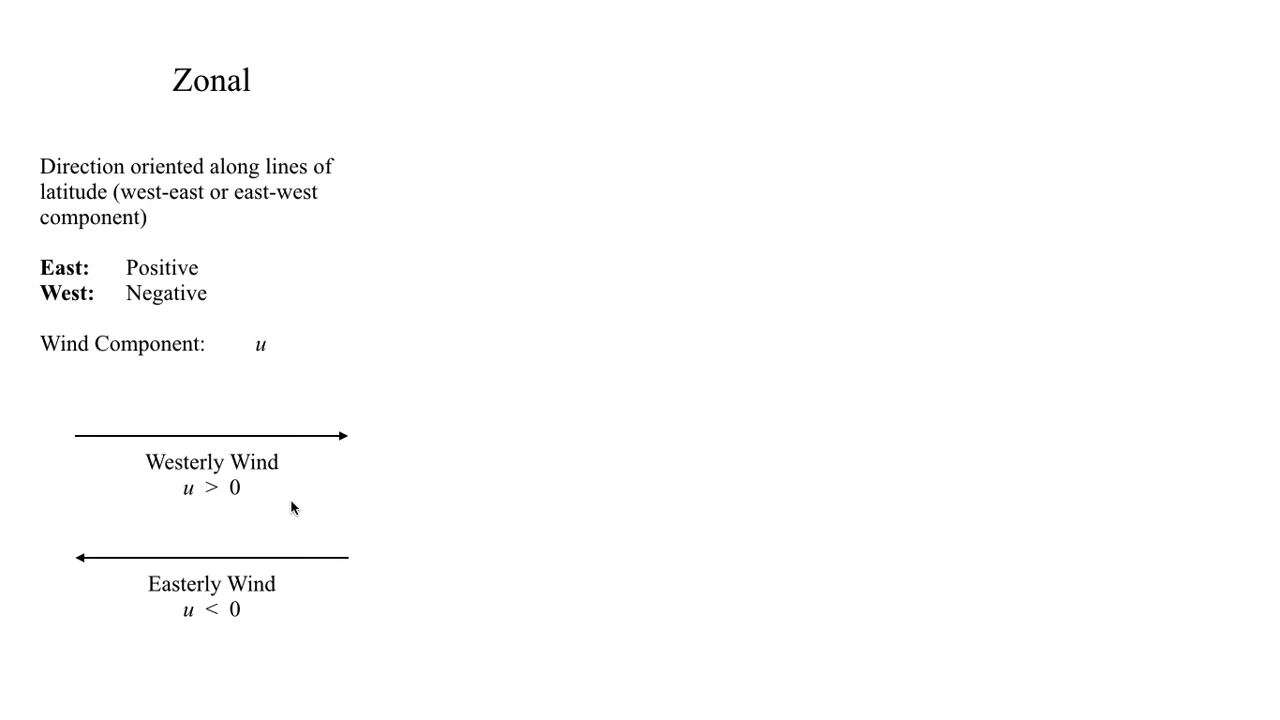 Zonal
Direction oriented along lines of
latitude (west-east or east-west
component)
East: Positive
West: Negative
Wind Component: u
Westerly Wind
u > 0
Easterly Wind
u < 0